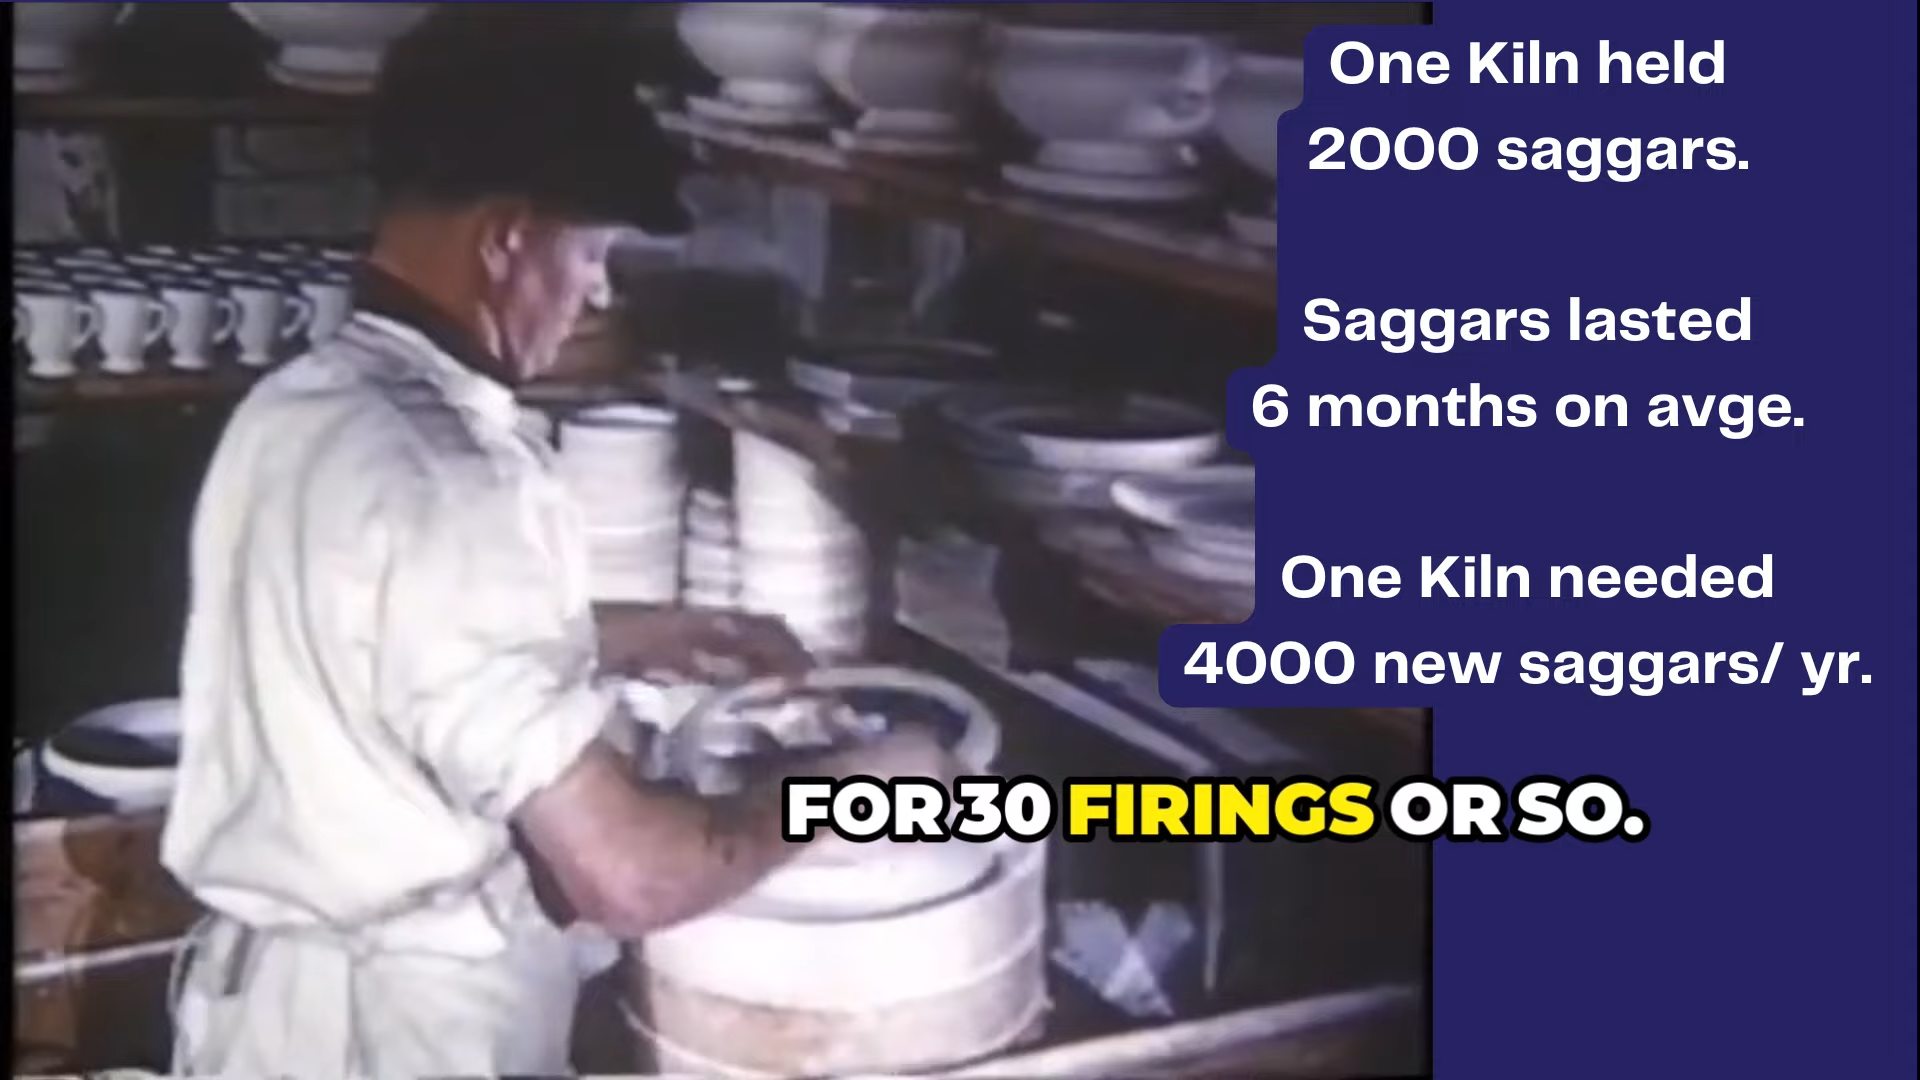 One Kiln held
2000 saggars.
Saggars lasted
6 months on avge.
One Kiln needed
4000 new saggars/ yr.
FOR 30 FIRINGS OR SO.